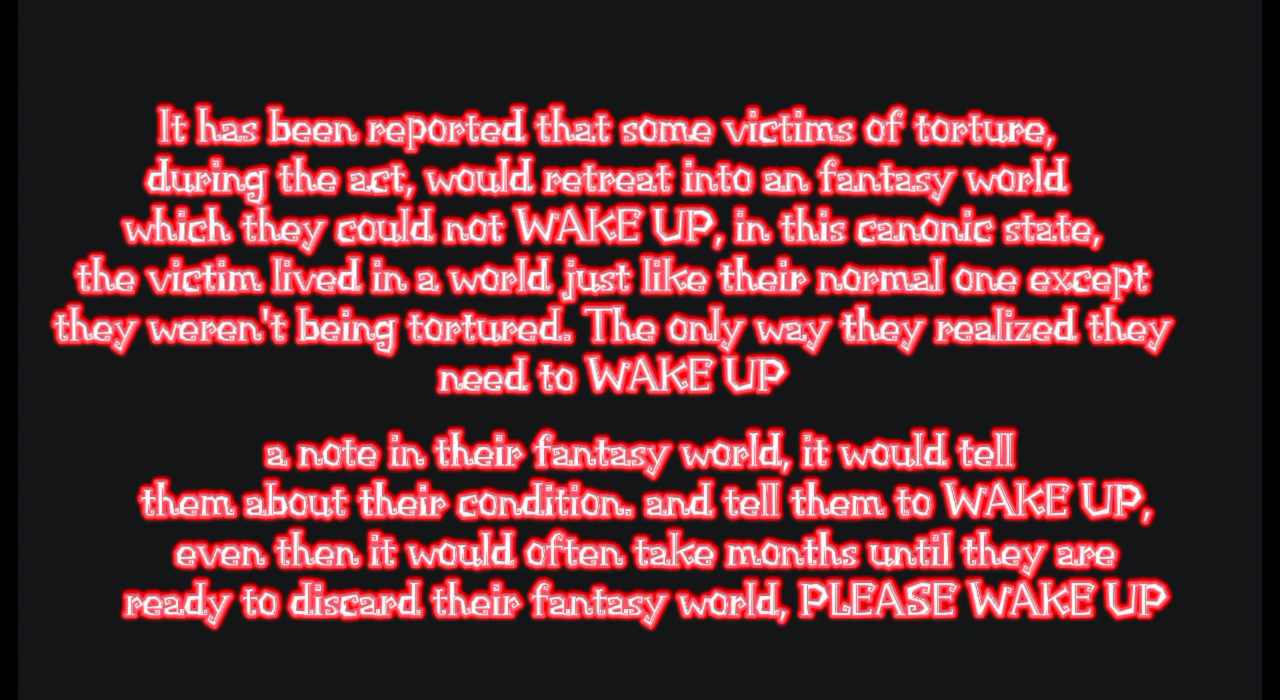 It has been reported that some victims of torture,
during the act, would retreat into an fantasy world
which they could not WAKE UP, in this canonic state,
the victim lived in a world just like their normal one except
they weren't being tortured. The only way they realized they
need to WAKE UP
a note in their fantasy world, it would tell
them about their condition. and tell them to WAKE UP,
even then it would often take months until they are
ready to discard their fantasy world, PLEASE WAKE UP